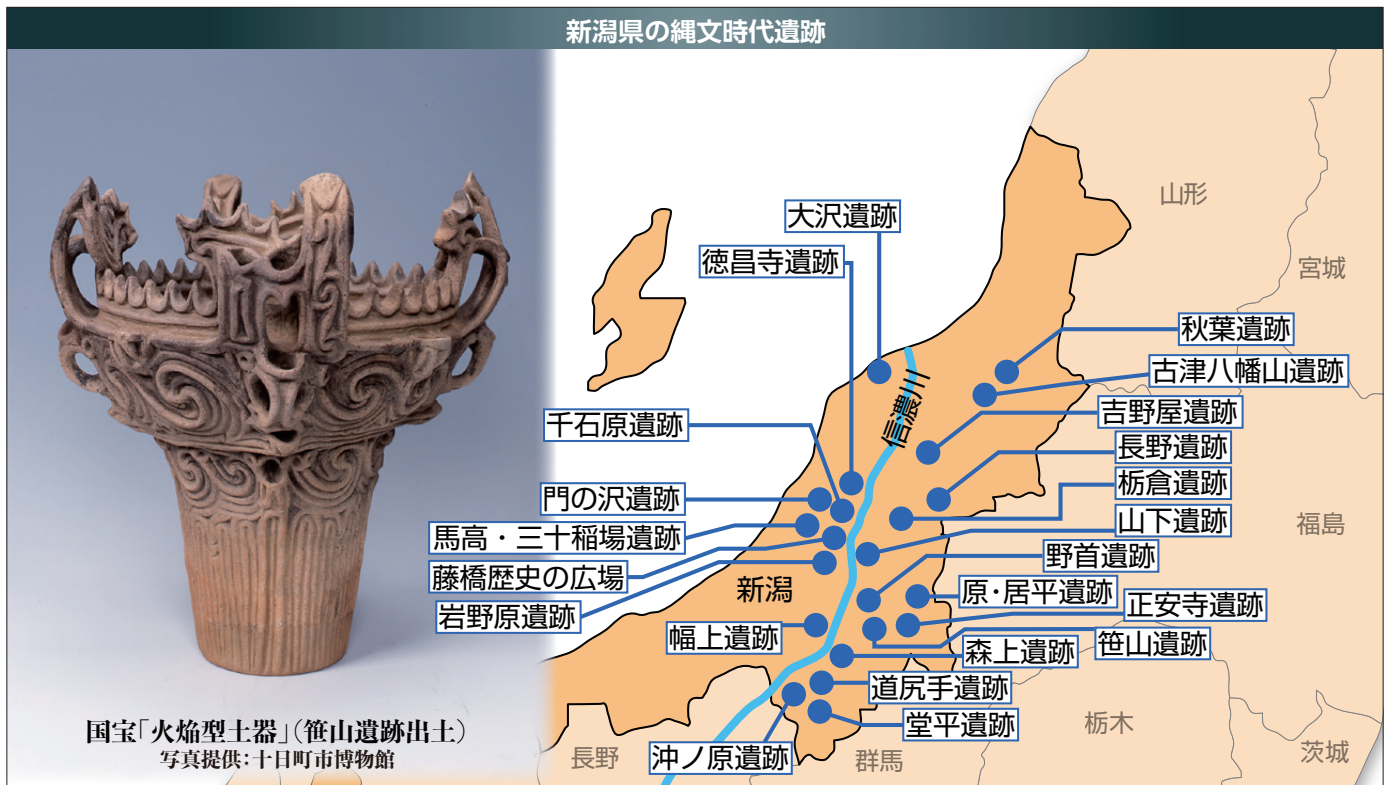 新潟県の縄文時代遺跡
国宝「火焔型土器」(笹山遺跡出土)
写真提供:十日町市博物館
大沢遺跡
徳昌寺遺跡
千石原遺跡
門の沢遺跡
馬高・三十稲場遺跡
藤橋歴史の広場
岩野原遺跡
幅上遺跡
沖ノ原遺跡
秋葉遺跡
古津八幡山遺跡
吉野屋遺跡
長野遺跡
栃倉遺跡
山下遺跡
野首遺跡
原・居平遺跡
正安寺遺跡
笹山遺跡
森上遺跡
道尻手遺跡
堂平遺跡
信濃川
新潟
山形
宮城
福島
栃木
茨城
群馬
長野